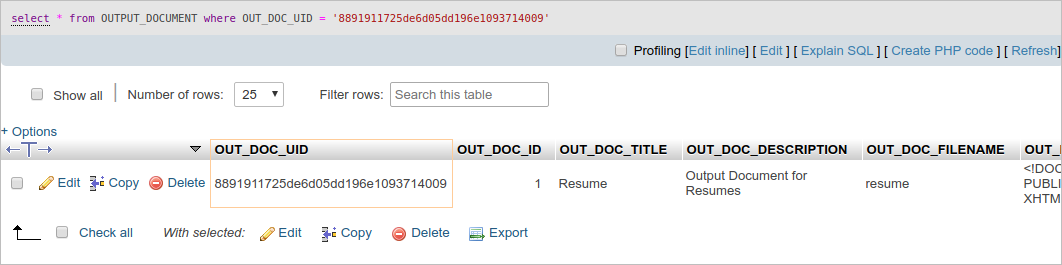 select * from OUTPUT_DOCUMENT where OUT_DOC_UID = '8891911725de6d05dd196e1093714009'
Profiling [Edit inline] [ Edit ] [ Explain SQL ] [ Create PHP code ] [ Refresh]
Show all | Number of rows: 25 Filter rows: Search this table
+ Options
←T→ OUT_DOC_UID OUT_DOC_ID OUT_DOC_TITLE OUT_DOC_DESCRIPTION OUT_DOC_FILENAME OUT_
Edit Copy Delete 8891911725de6d05dd196e1093714009 1 Resume Output Document for Resumes resume <!DOC PUBLI XHTM
Check all With selected: Edit Copy Delete Export